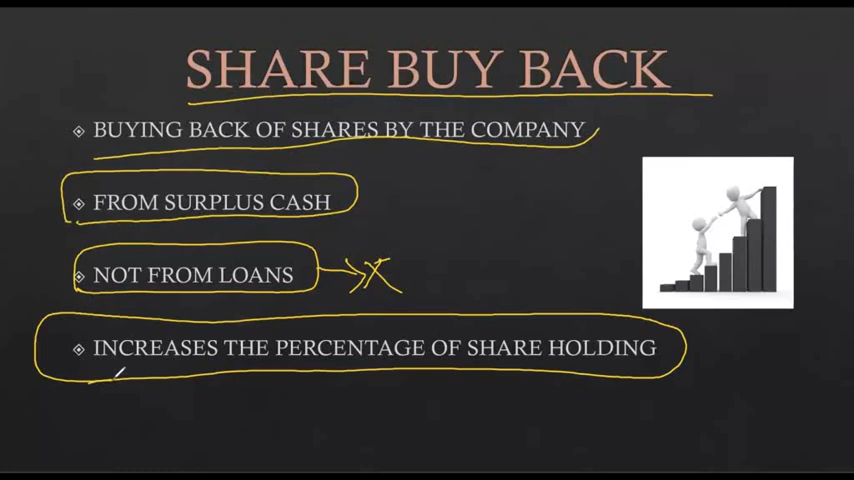 SHARE BUY BACK
BUYING BACK OF SHARES BY THE COMPANY
FROM SURPLUS CASH
NOT FROM LOANS
INCREASES THE PERCENTAGE OF SHARE HOLDING